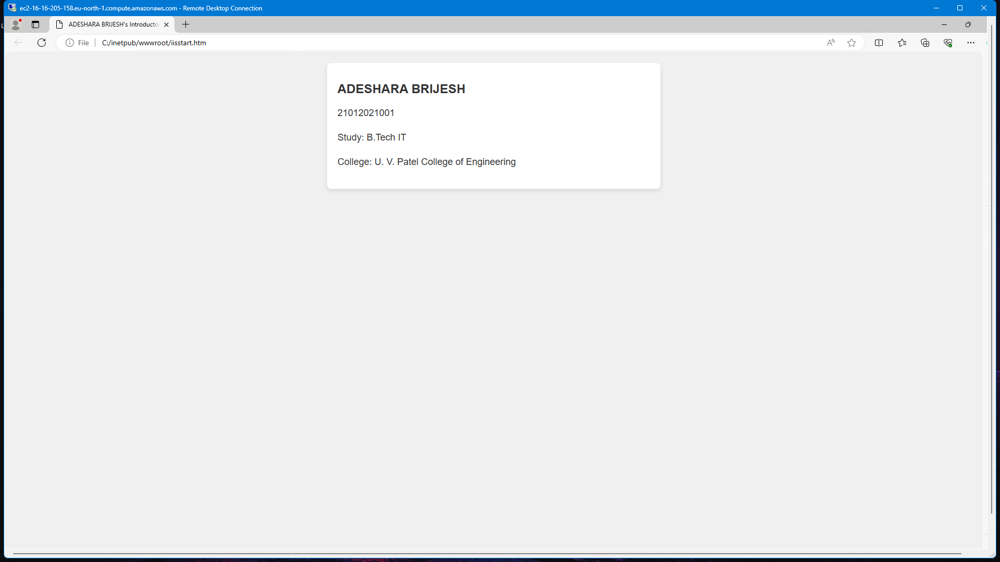 ec2-16-16-205-158.eu-north-1.compute.amazonaws.com - Remote Desktop Connection
ADESHARA BRIJESH's Introducto
File
C:/inetpub/wwwroot/iisstart.htm
ADESHARA BRIJESH
21012021001
Study: B.Tech IT
College: U. V. Patel College of Engineering